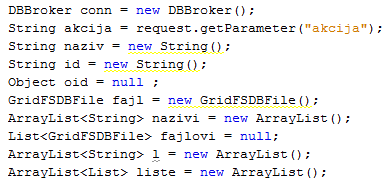 DBBroker conn = new DBBroker();
String akcija = request.getParameter("akcija");
String naziv = new String();
String id = new String();
Object oid = null ;
GridFSDBFile fajl = new GridFSDBFile();
ArrayList<String> nazivi = new ArrayList();
List<GridFSDBFile> fajlovi = null;
ArrayList<String> l = new ArrayList();
ArrayList<List> liste = new ArrayList();